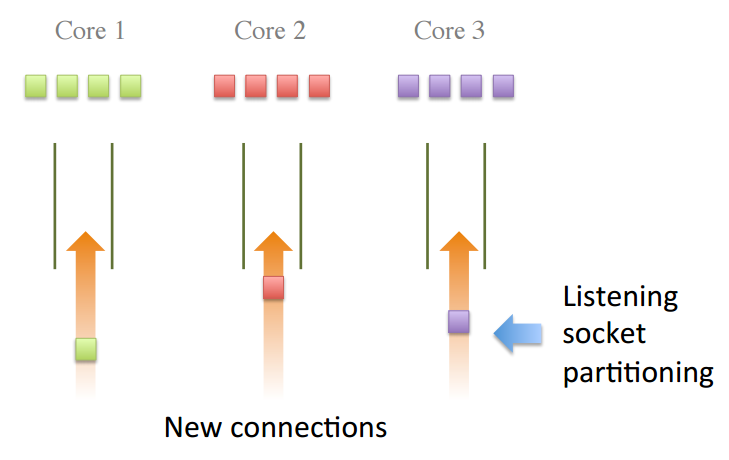 Core 1
Core 2
Core 3
Listening
socket
partitioning
New connections